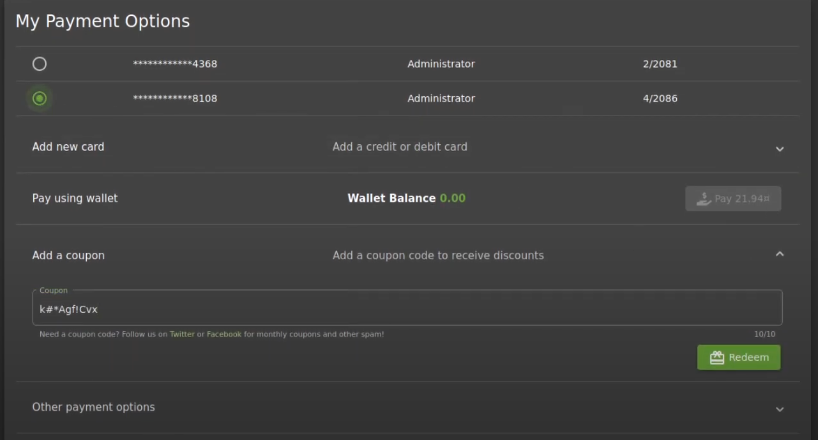 My Payment Options
************4368 Administrator 2/2081
************8108 Administrator 4/2086
Add new card Add a credit or debit card
Pay using wallet Wallet Balance 0.00 Pay 21.94¤
Add a coupon Add a coupon code to receive discounts
Coupon
k#*Agf!Cvx
Need a coupon code? Follow us on Twitter or Facebook for monthly coupons and other spam! 10/10
Redeem
Other payment options